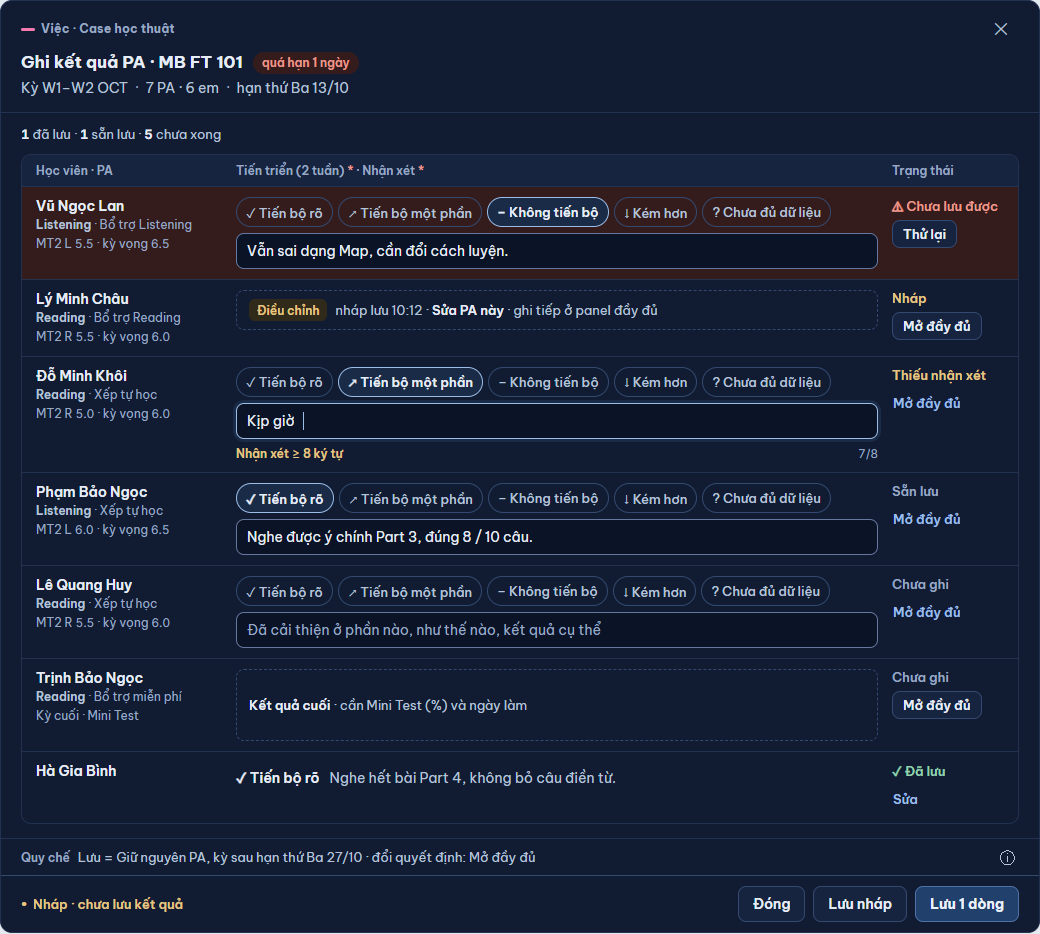 Việc · Case học thuật
Ghi kết quả PA · MB FT 101 quá hạn 1 ngày
Kỳ W1–W2 OCT · 7 PA · 6 em · hạn thứ Ba 13/10
1 đã lưu · 1 sẵn lưu · 5 chưa xong
Học viên · PA Tiến triển (2 tuần) * · Nhận xét * Trạng thái
Vũ Ngọc Lan
Listening · Bổ trợ Listening
MT2 L 5.5 · kỳ vọng 6.5
✓ Tiến bộ rõ ↗ Tiến bộ một phần – Không tiến bộ ↓ Kém hơn ? Chưa đủ dữ liệu
Vẫn sai dạng Map, cần đổi cách luyện.
⚠ Chưa lưu được
Thử lại
Lý Minh Châu
Reading · Bổ trợ Reading
MT2 R 5.5 · kỳ vọng 6.0
Điều chỉnh nháp lưu 10:12 · Sửa PA này · ghi tiếp ở panel đầy đủ
Nháp
Mở đầy đủ
Đỗ Minh Khôi
Reading · Xếp tự học
MT2 R 5.0 · kỳ vọng 6.0
✓ Tiến bộ rõ ↗ Tiến bộ một phần – Không tiến bộ ↓ Kém hơn ? Chưa đủ dữ liệu
Kịp giờ
Nhận xét ≥ 8 ký tự 7/8
Thiếu nhận xét
Mở đầy đủ
Phạm Bảo Ngọc
Listening · Xếp tự học
MT2 L 6.0 · kỳ vọng 6.5
✓ Tiến bộ rõ ↗ Tiến bộ một phần – Không tiến bộ ↓ Kém hơn ? Chưa đủ dữ liệu
Nghe được ý chính Part 3, đúng 8 / 10 câu.
Sẵn lưu
Mở đầy đủ
Lê Quang Huy
Reading · Xếp tự học
MT2 R 5.5 · kỳ vọng 6.0
✓ Tiến bộ rõ ↗ Tiến bộ một phần – Không tiến bộ ↓ Kém hơn ? Chưa đủ dữ liệu
Đã cải thiện ở phần nào, như thế nào, kết quả cụ thể
Chưa ghi
Mở đầy đủ
Trịnh Bảo Ngọc
Reading · Bổ trợ miễn phí
Kỳ cuối · Mini Test
Kết quả cuối · cần Mini Test (%) và ngày làm
Chưa ghi
Mở đầy đủ
Hà Gia Bình
✓ Tiến bộ rõ Nghe hết bài Part 4, không bỏ câu điền từ.
✓ Đã lưu
Sửa
Quy chế Lưu = Giữ nguyên PA, kỳ sau hạn thứ Ba 27/10 · đổi quyết định: Mở đầy đủ
• Nháp · chưa lưu kết quả
Đóng Lưu nháp Lưu 1 dòng